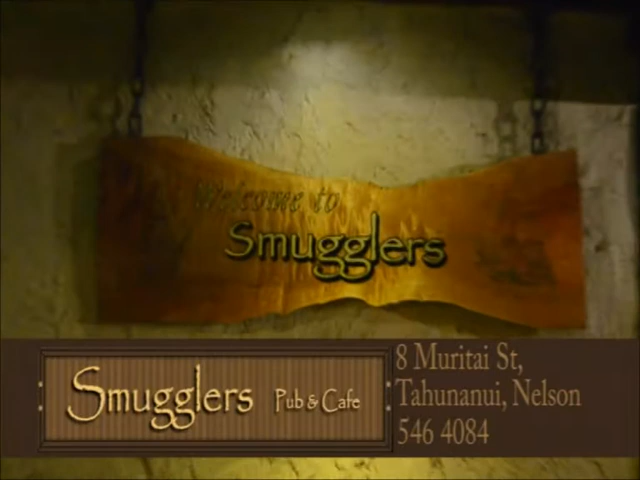 Welcome to
Smugglers
Smugglers Pub & Cafe
8 Muritai St,
Tahunanui, Nelson
546 4084